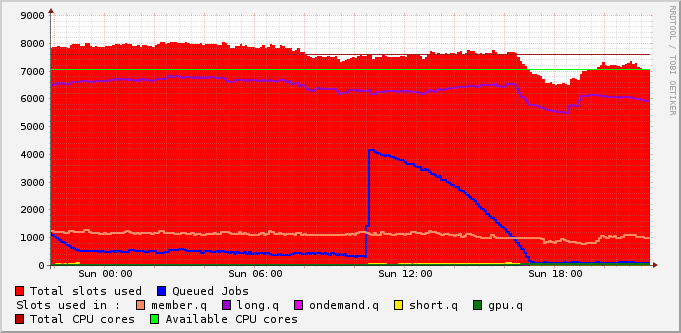 9000
8000
7000
6000
5000
4000
3000
2000
1000
0
Sun 00:00 Sun 06:00 Sun 12:00 Sun 18:00
RRDTOOL / TOBI OETIKER
Total slots used Queued Jobs
Slots used in : member.q long.q ondemand.q short.q gpu.q
Total CPU cores Available CPU cores